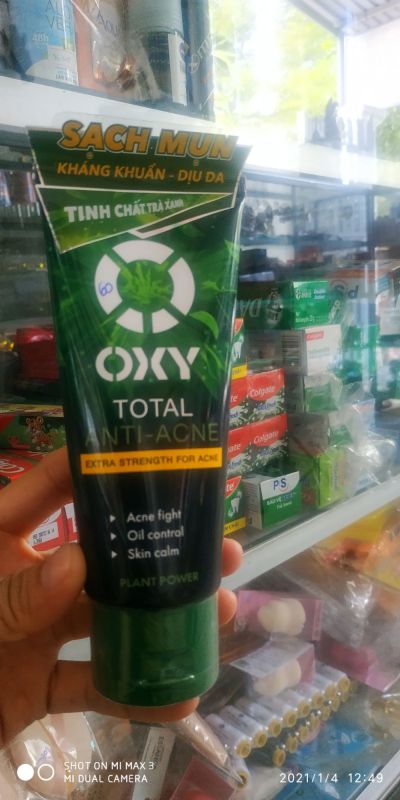 SẠCH MỤN
KHÁNG KHUẨN - DỊU DA
TINH CHẤT TRÀ XANH
60
OXY
TOTAL
ANTI-ACNE
EXTRA STRENGTH FOR ACNE
Acne fight
Oil control
Skin calm
PLANT POWER
Colgate
Colgate
P/S
SHOT ON MI MAX 3
MI DUAL CAMERA
2021/1/4 12:49